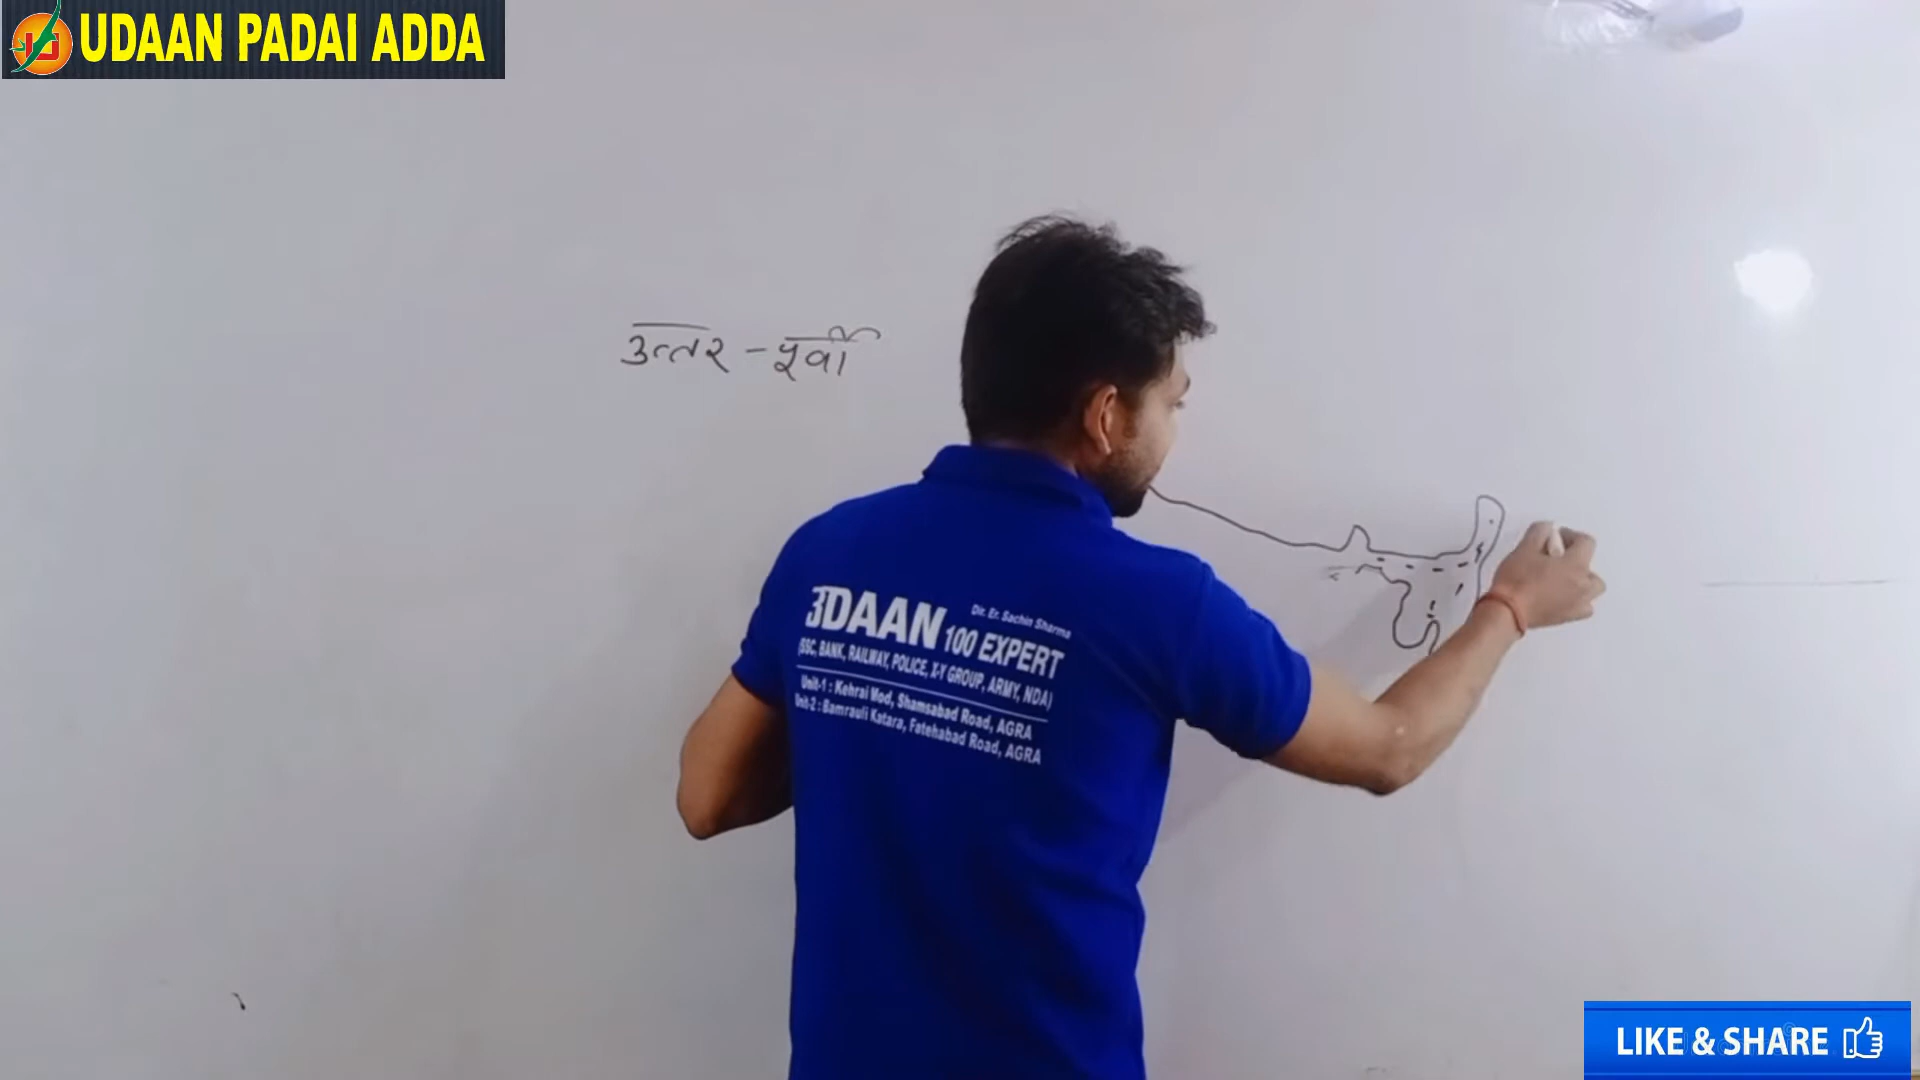 UDAAN PADAI ADDA
उत्तर - पूर्वी
UDAAN 100 EXPERT
Dir. Er. Sachin Sharma
(SSC, BANK, RAILWAY, POLICE, X-Y GROUP, ARMY, NDA)
Unit-1 : Kehrai Mod, Shamsabad Road, AGRA
Unit-2 : Bamrauli Katara, Fatehabad Road, AGRA
LIKE & SHARE